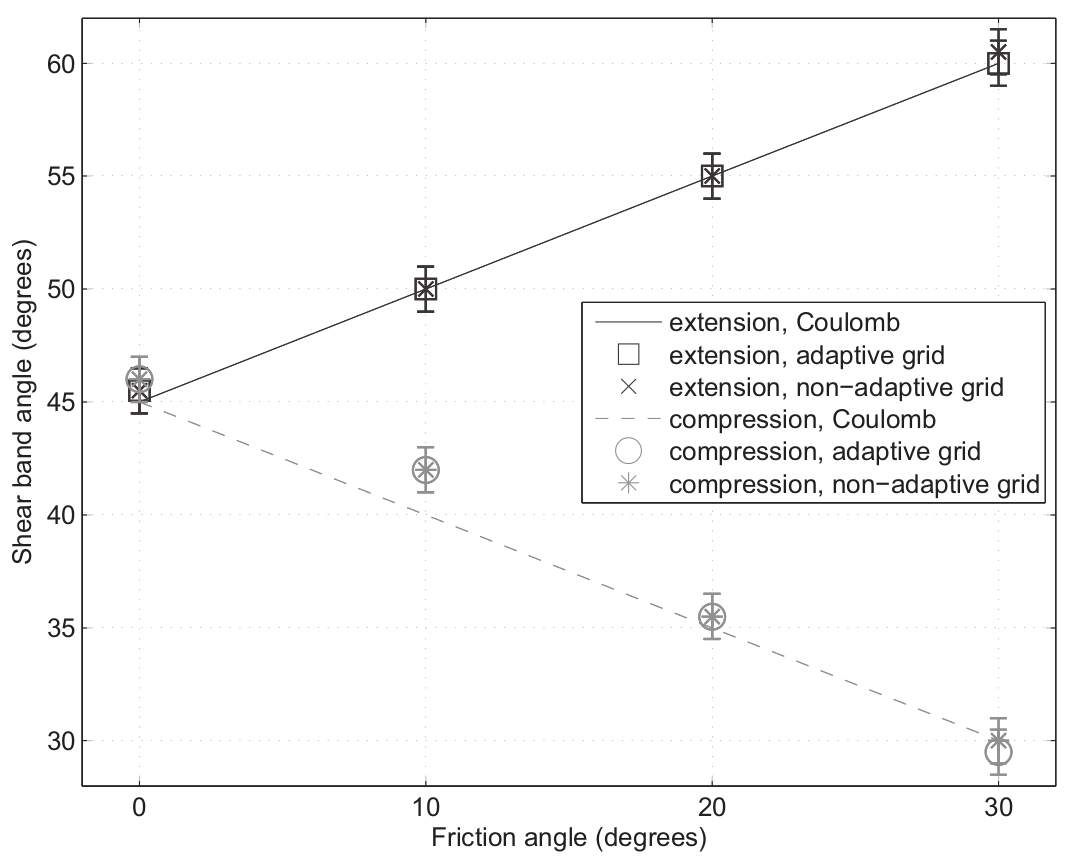 60
55
50
45
40
35
30
Shear band angle (degrees)
extension, Coulomb
extension, adaptive grid
extension, non−adaptive grid
compression, Coulomb
compression, adaptive grid
compression, non−adaptive grid
0 10 20 30
Friction angle (degrees)